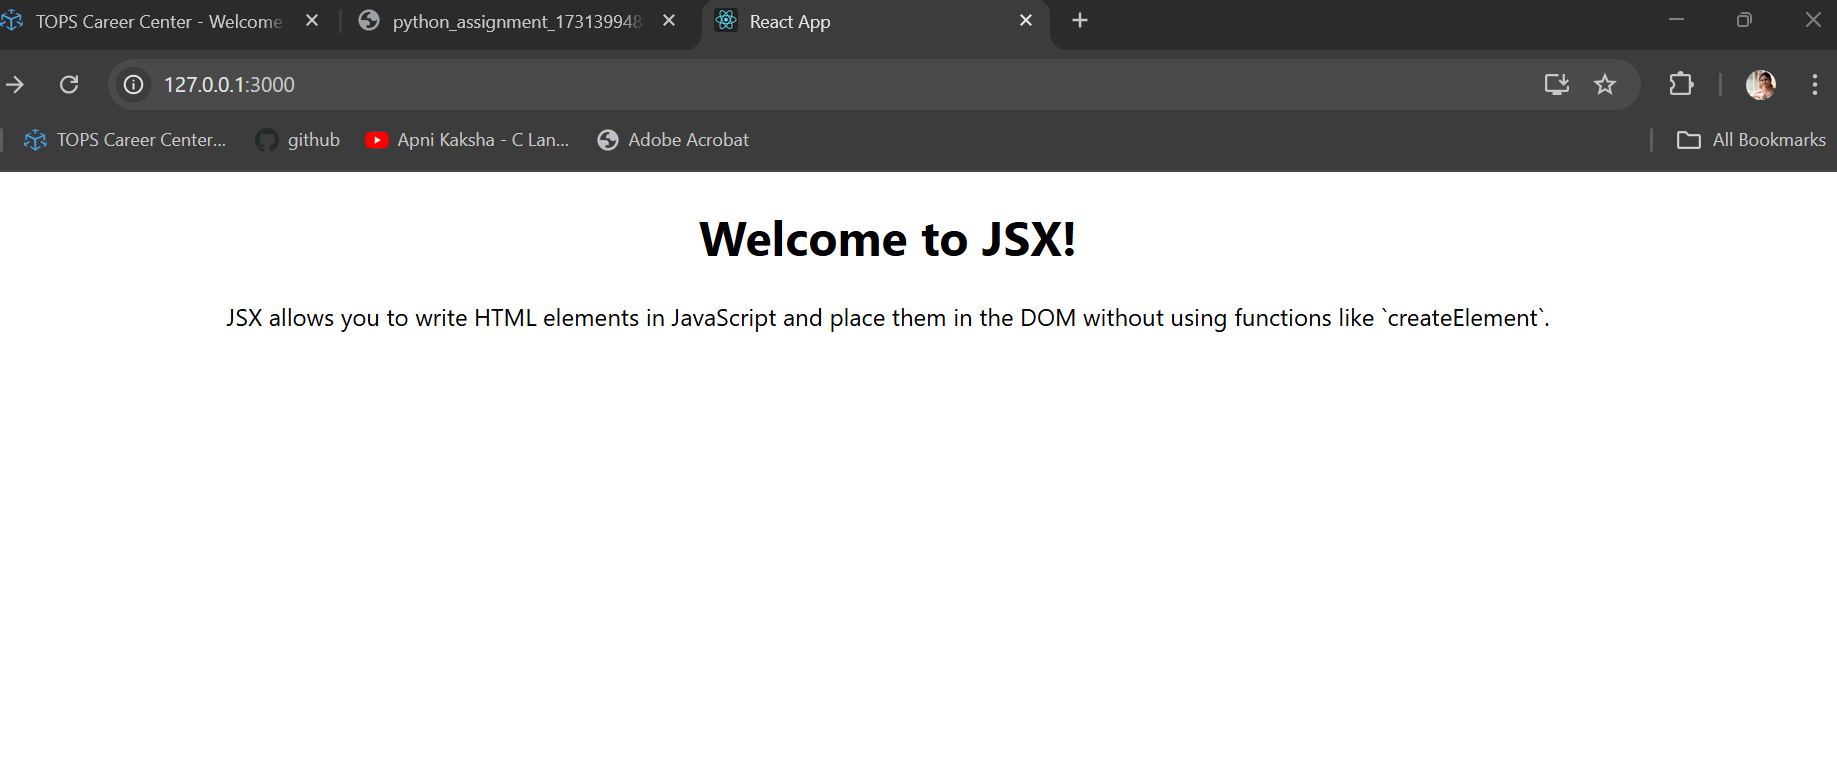 TOPS Career Center - Welcome
python_assignment_173139948
React App
127.0.0.1:3000
TOPS Career Center...
github
Apni Kaksha - C Lan...
Adobe Acrobat
All Bookmarks
Welcome to JSX!
JSX allows you to write HTML elements in JavaScript and place them in the DOM without using functions like `createElement`.